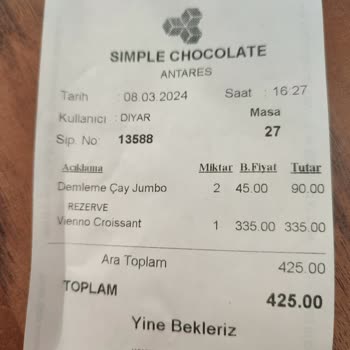 SIMPLE CHOCOLATE
ANTARES
Tarih : 08.03.2024 Saat : 16:27
Kullanıcı : DIYAR Masa
Sip. No: 13588 27
Açıklama Miktar B.Fiyat Tutar
Demleme Çay Jumbo 2 45.00 90.00
REZERVE
Vienno Croissant 1 335.00 335.00
Ara Toplam 425.00
TOPLAM 425.00
Yine Bekleriz